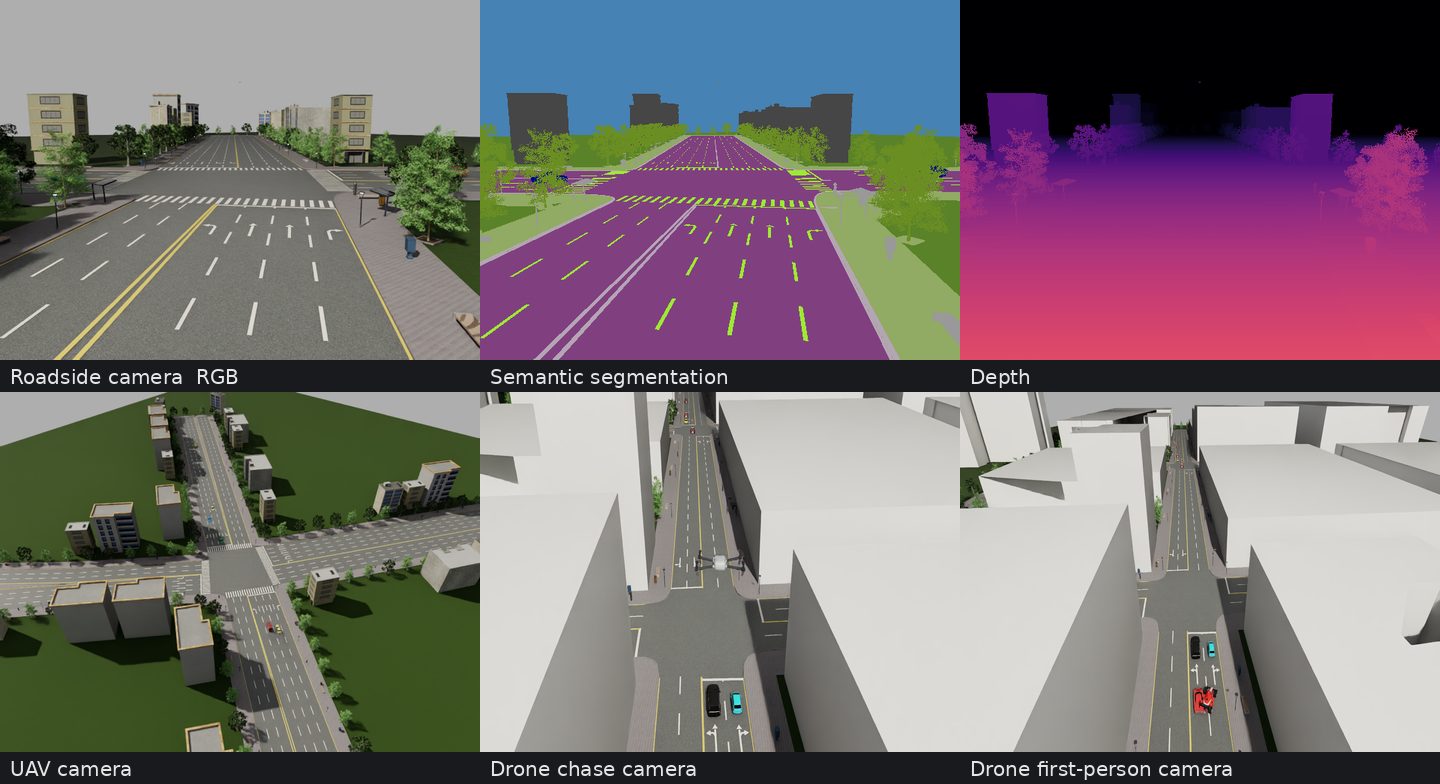 Roadside camera  RGB
Semantic segmentation
Depth
UAV camera
Drone chase camera
Drone first-person camera